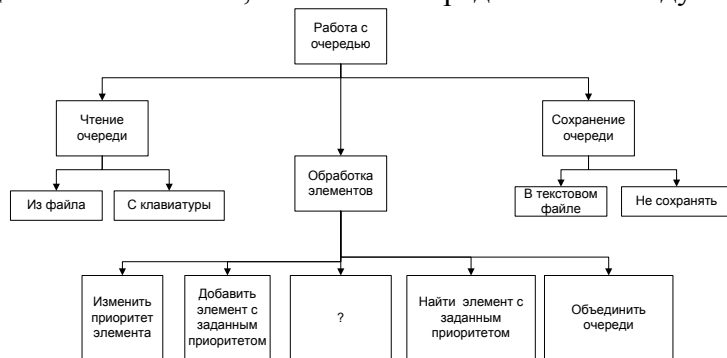 Работа с
очередью
Чтение
очереди
Сохранение
очереди
Обработка
элементов
Из файла
С клавиатуры
В текстовом
файле
Не сохранять
Изменить
приоритет
элемента
Добавить
элемент с
заданным
приоритетом
?
Найти элемент с
заданным
приоритетом
Объединить
очереди